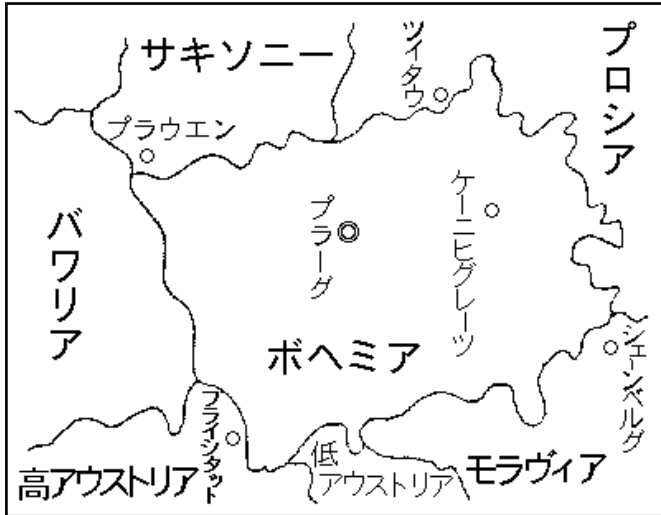 サキソニー
ツィタウ
プロシア
プラウエン
バワリア
プラーグ
ケーニヒグレーツ
ボヘミア
シェーンベルグ
フライシタット
高アウストリア
低
アウストリア
モラヴィア